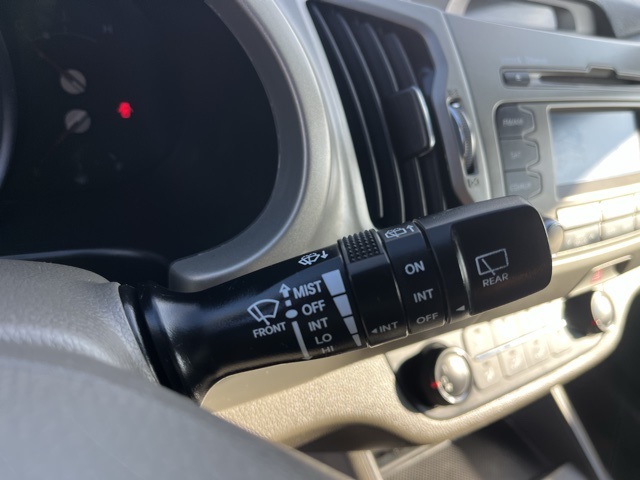 MIST
OFF
FRONT
INT
LO
HI
◄INT
ON
INT
OFF
REAR